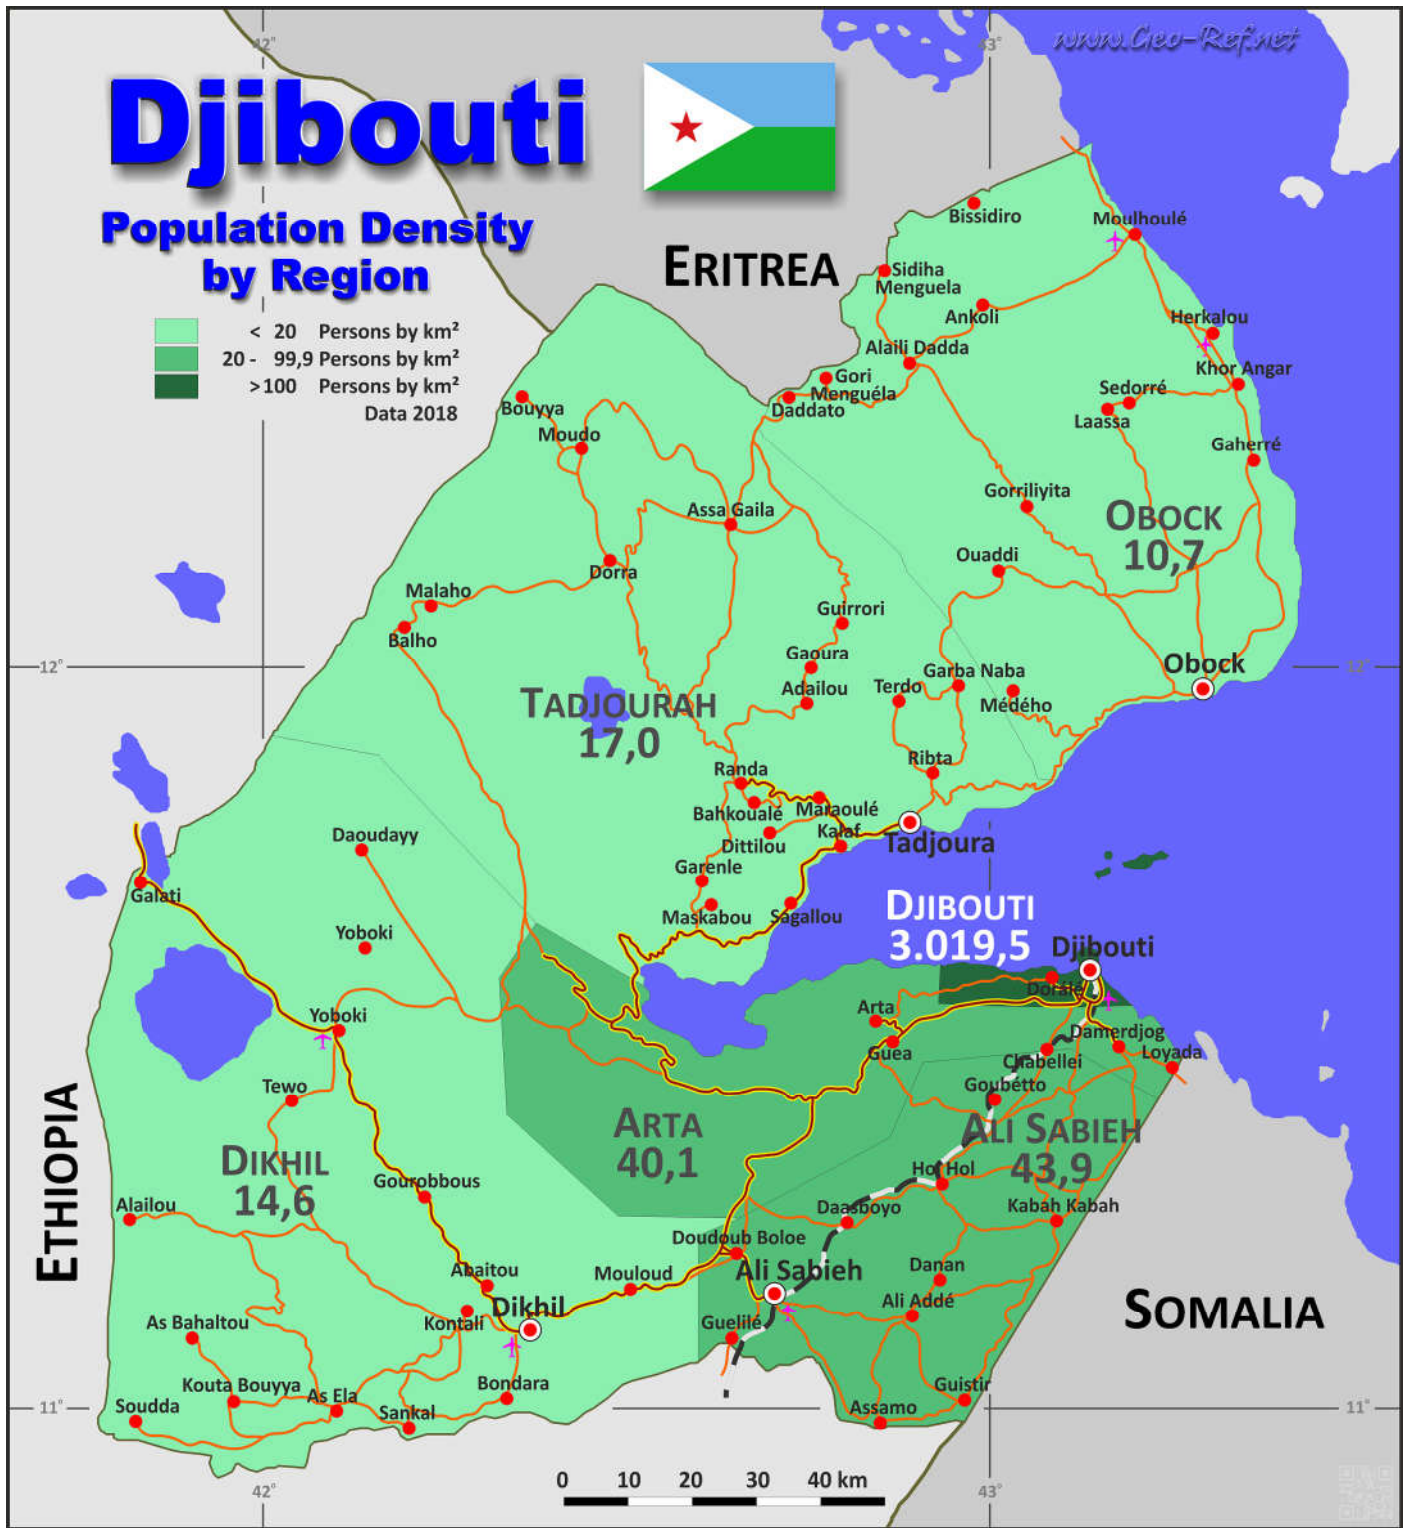 42°
43°
www.Geo-Ref.net
Djibouti
Population Density
by Region
< 20 Persons by km²
20 - 99,9 Persons by km²
>100 Persons by km²
Data 2018
ERITREA
Bissidiro
Moulhoulé
Sidiha
Menguela
Ankoli
Herkalou
Alaili Dadda
Khor Angar
Gori
Menguéla
Daddato
Sedorré
Laassa
Bouyya
Moudo
Gaherré
Gorriliyita
Assa Gaila
OBOCK
10,7
Ouaddi
Dorra
Malaho
Guirrori
Balho
Gaoura
12°
12°
Obock
Adailou
Terdo
Garba Naba
Médého
TADJOURAH
17,0
Ribta
Randa
Bahkoualé
Maraoulé
Kalaf
Dittilou
Tadjoura
Daoudayy
Garenle
Galati
Maskabou
Sagallou
DJIBOUTI
3.019,5
Yoboki
Djibouti
Doralé
Arta
Yoboki
Damerdjog
Guea
Chabellei
Loyada
Tewo
Goubétto
ETHIOPIA
ARTA
40,1
ALI SABIEH
43,9
DIKHIL
14,6
Hol Hol
Gourobbous
Alailou
Daasboyo
Kabah Kabah
Doudoub Boloe
Abaitou
Mouloud
Ali Sabieh
Danan
Dikhil
Ali Addé
SOMALIA
As Bahaltou
Kontali
Guelilé
Kouta Bouyya
As Ela
Bondara
Guistir
11°
Soudda
Sankal
Assamo
11°
0 10 20 30 40 km
42°
43°